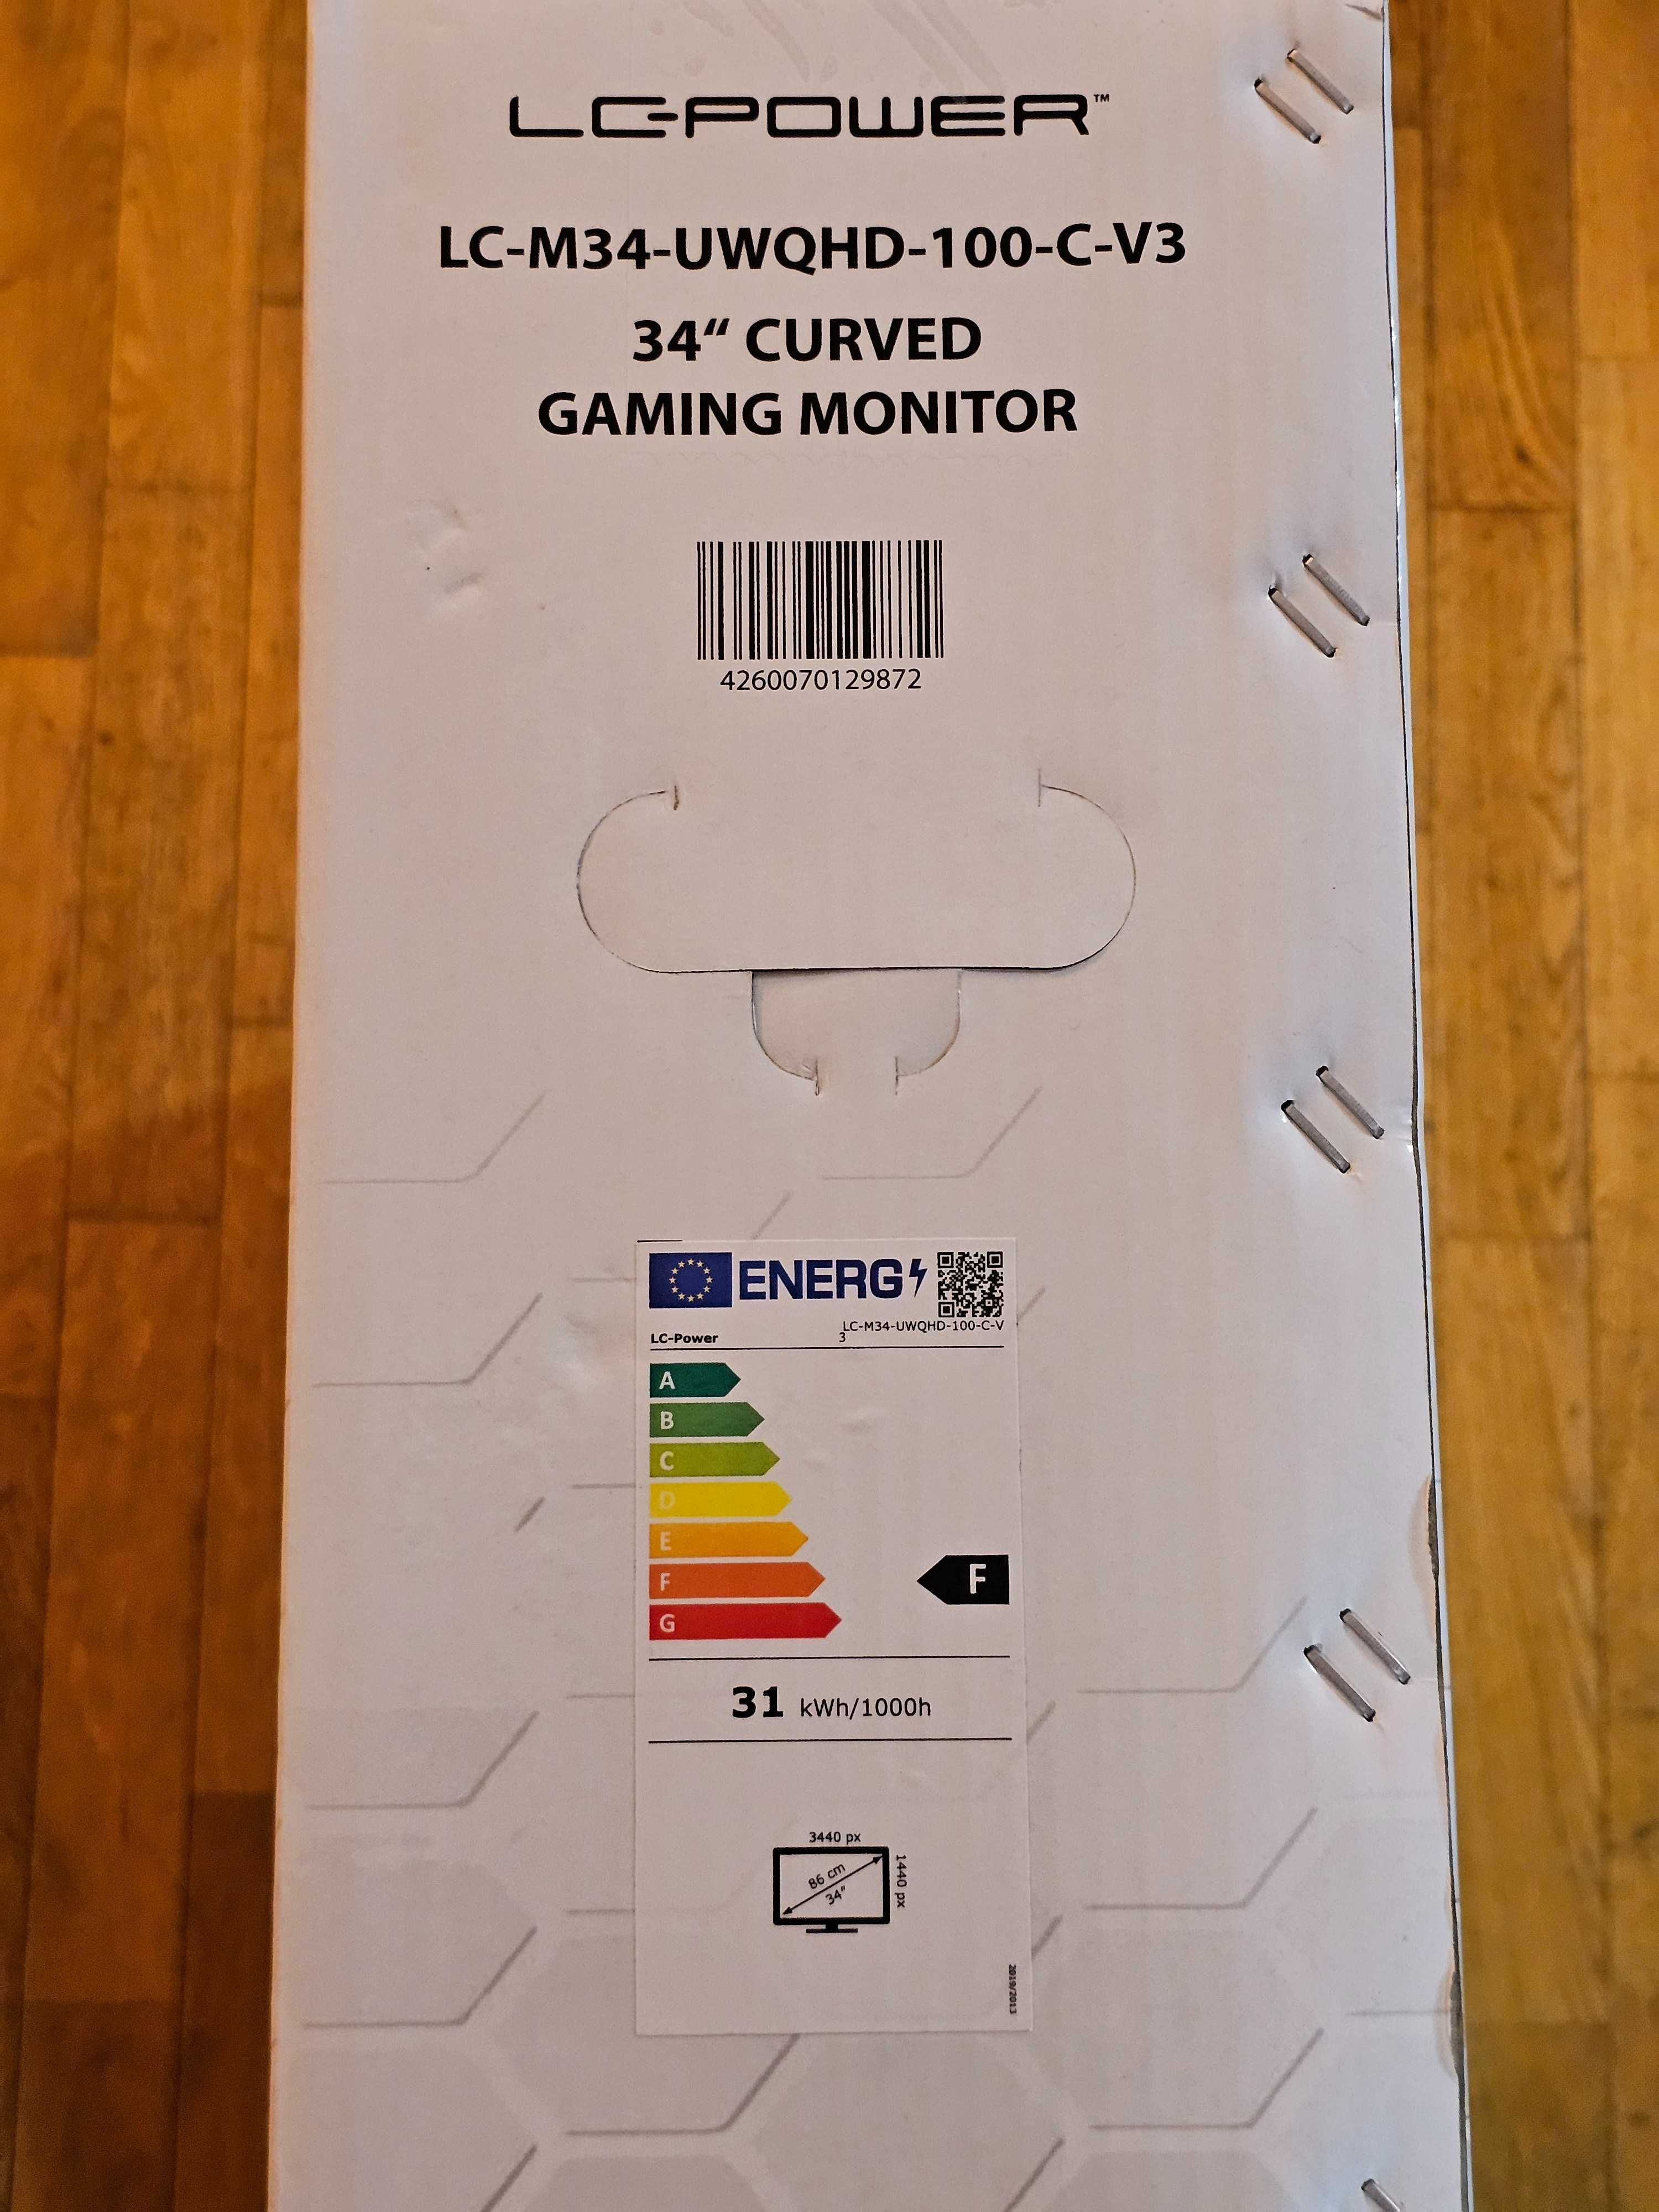 LC-POWER™
LC-M34-UWQHD-100-C-V3
34“ CURVED
GAMING MONITOR
4260070129872
ENERG
LC-Power
LC-M34-UWQHD-100-C-V
3
A
B
C
D
E
F
F
G
31 kWh/1000h
3440 px
1440 px
86 cm
34"
2019/2013